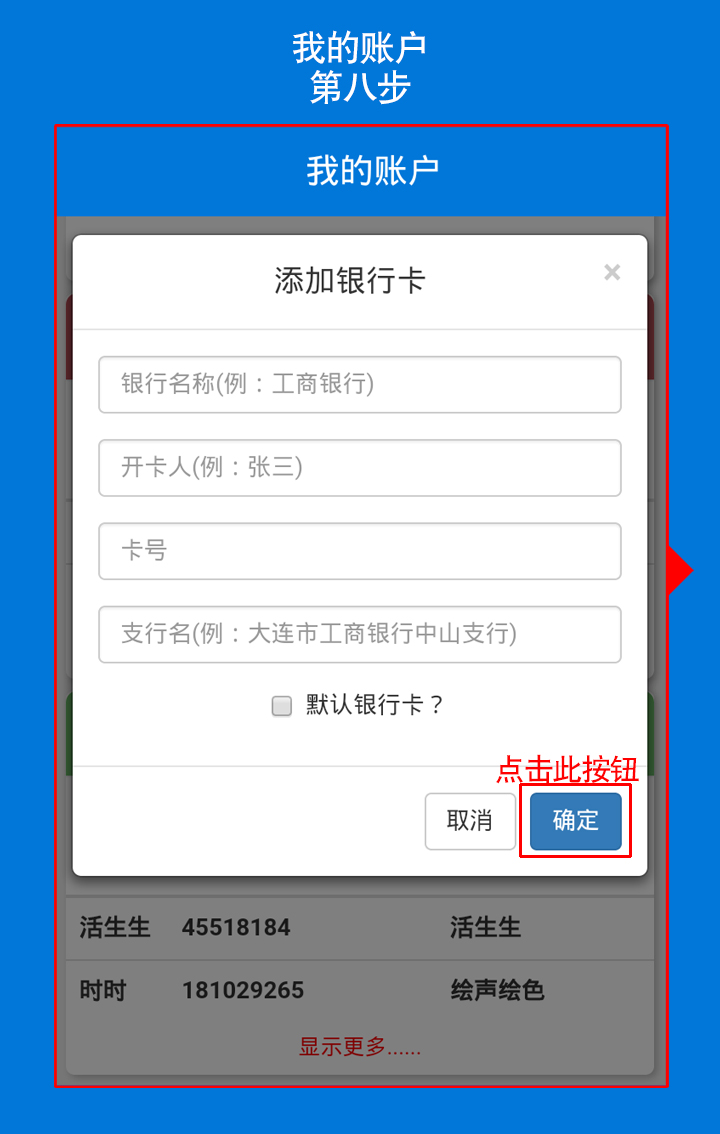 我的账户
第八步
我的账户
添加银行卡 ×
银行名称(例：工商银行)
开卡人(例：张三)
卡号
支行名(例：大连市工商银行中山支行)
默认银行卡？
点击此按钮
取消 确定
活生生 45518184 活生生
时时 181029265 绘声绘色
显示更多......